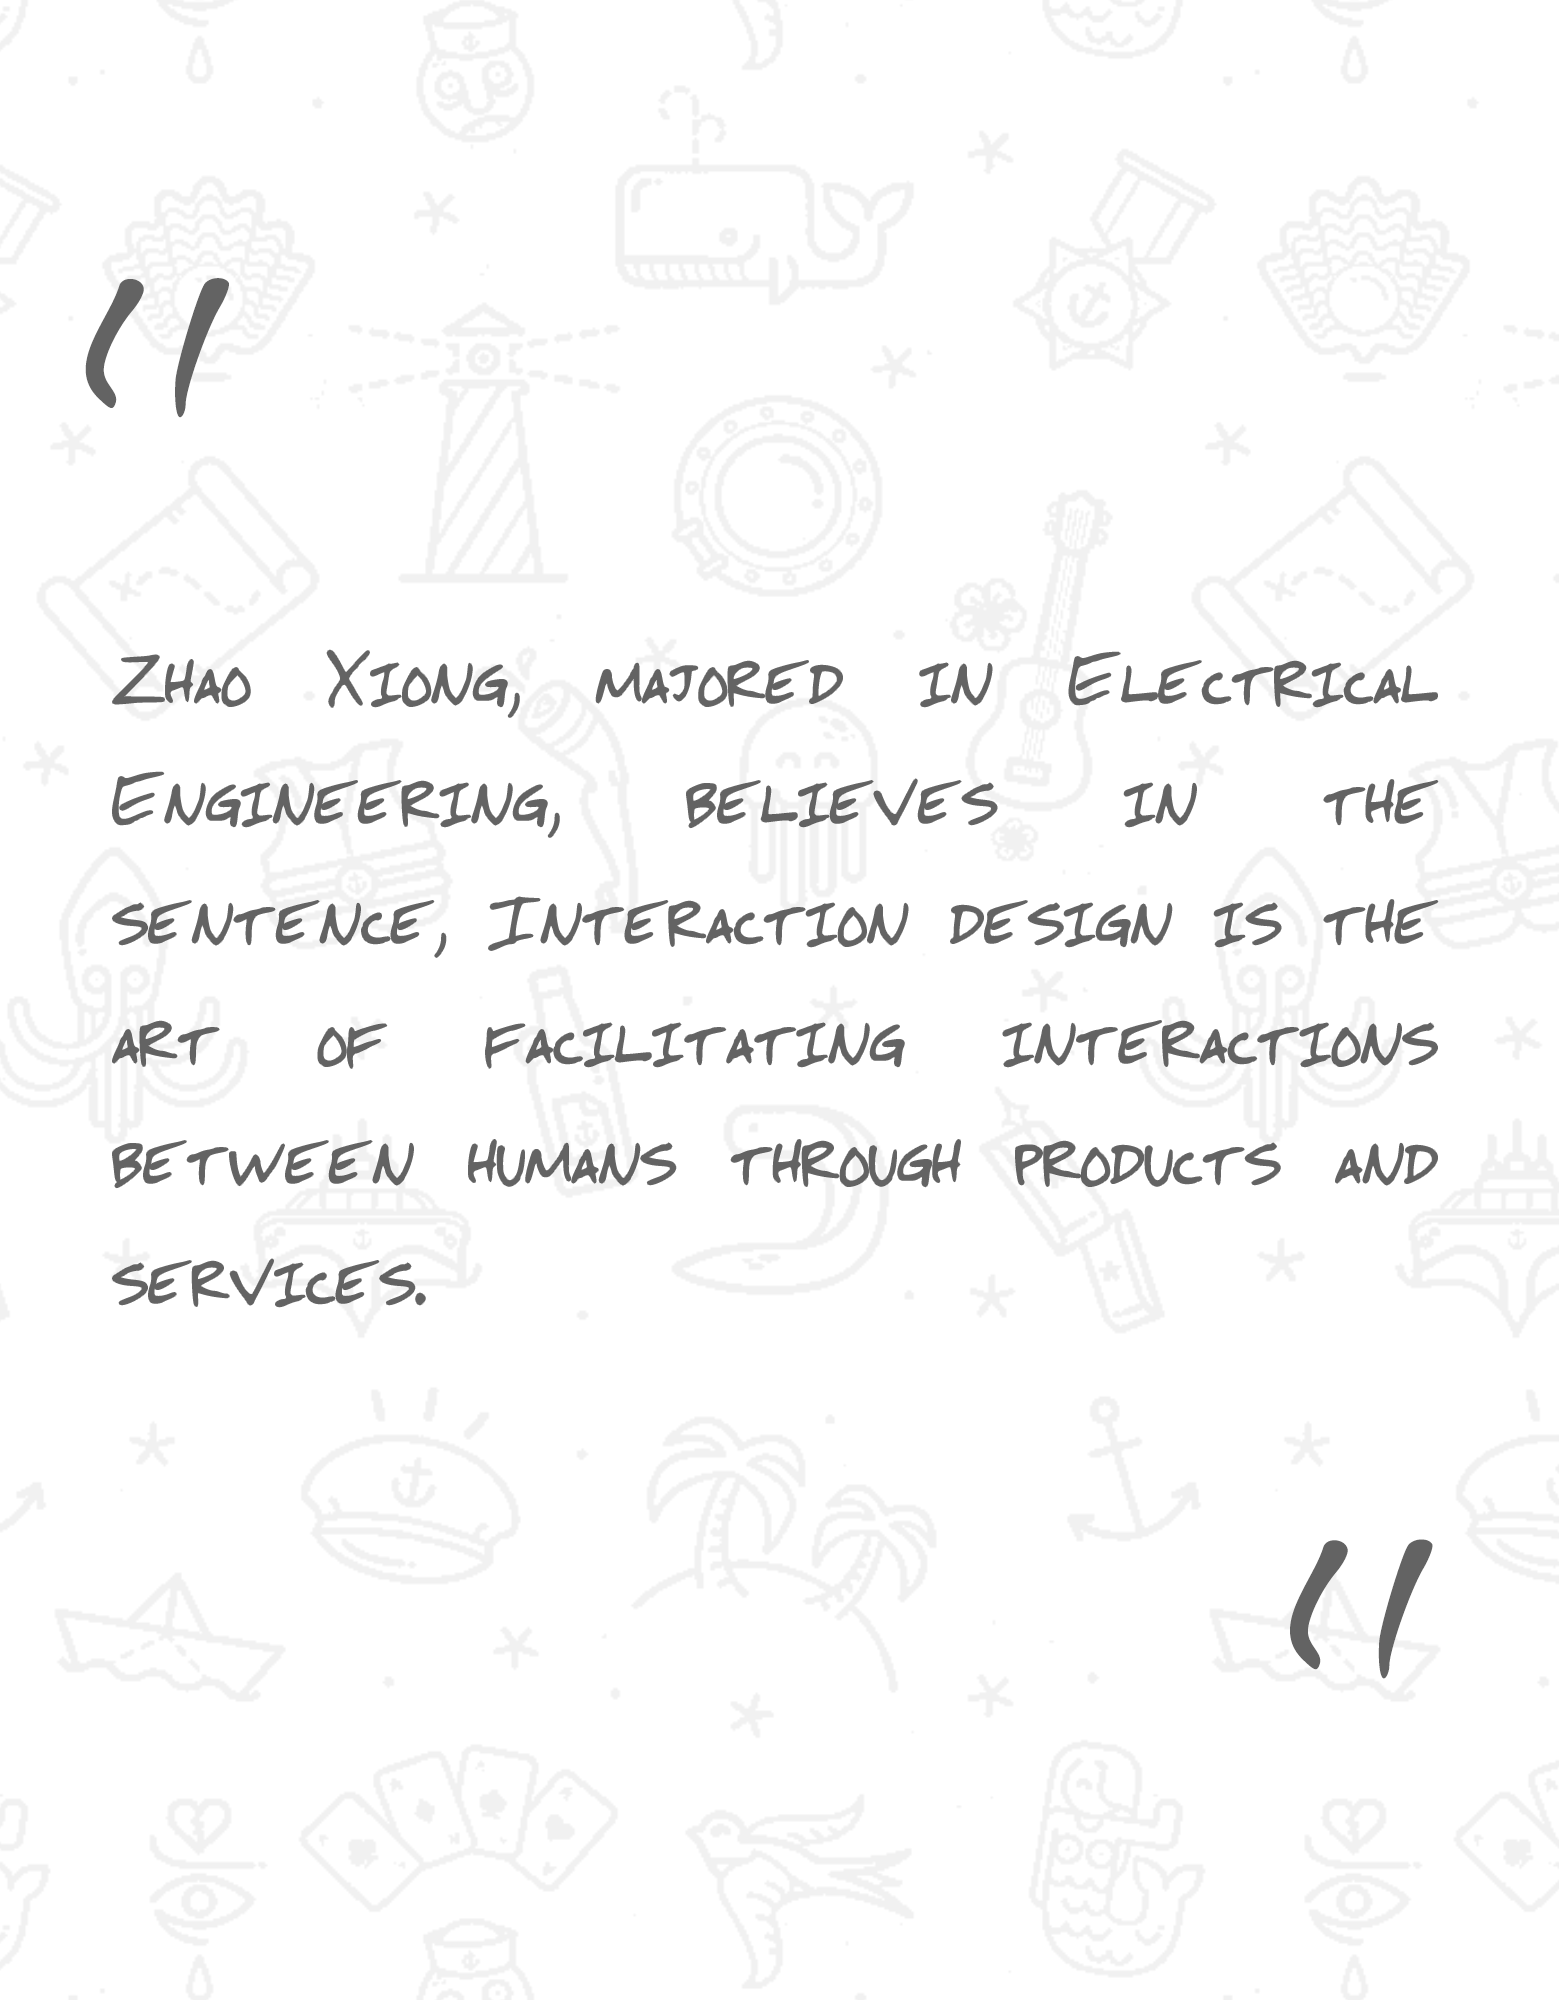 "
Zhao Xiong, majored in Electrical
Engineering, believes in the
sentence, Interaction design is the
art of facilitating interactions
between humans through products and
services.
"